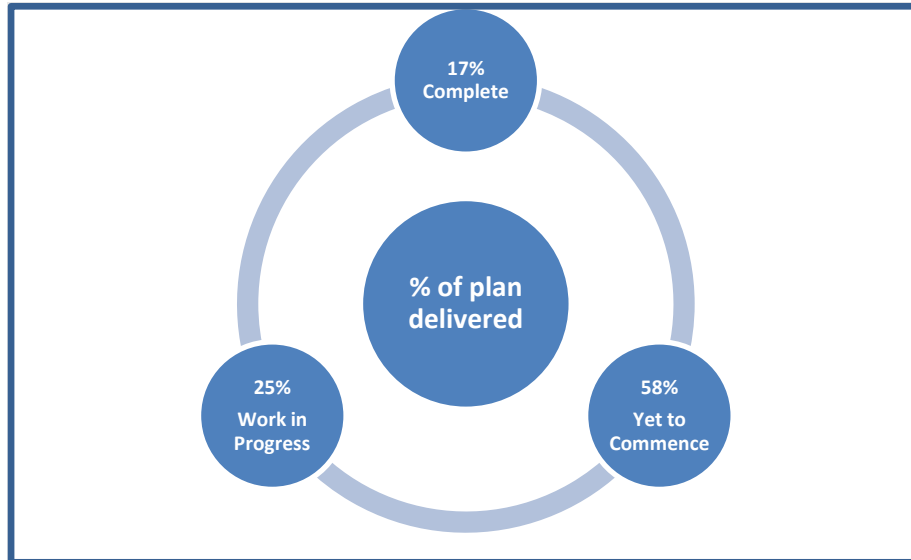 17%
Complete
% of plan
delivered
25%
Work in
Progress
58%
Yet to
Commence